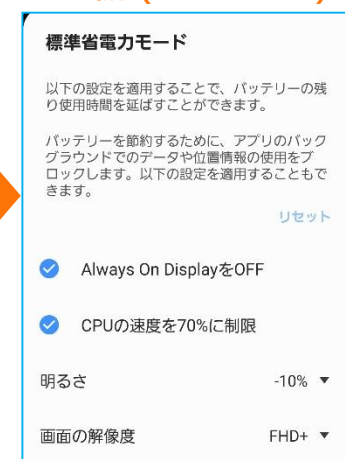 標準省電力モード
以下の設定を適用することで、バッテリーの残
り使用時間を延ばすことができます。
バッテリーを節約するために、アプリのバック
グラウンドでのデータや位置情報の使用をブ
ロックします。以下の設定を適用することもで
きます。
リセット
Always On DisplayをOFF
CPUの速度を70%に制限
明るさ -10% ▼
画面の解像度 FHD+ ▼